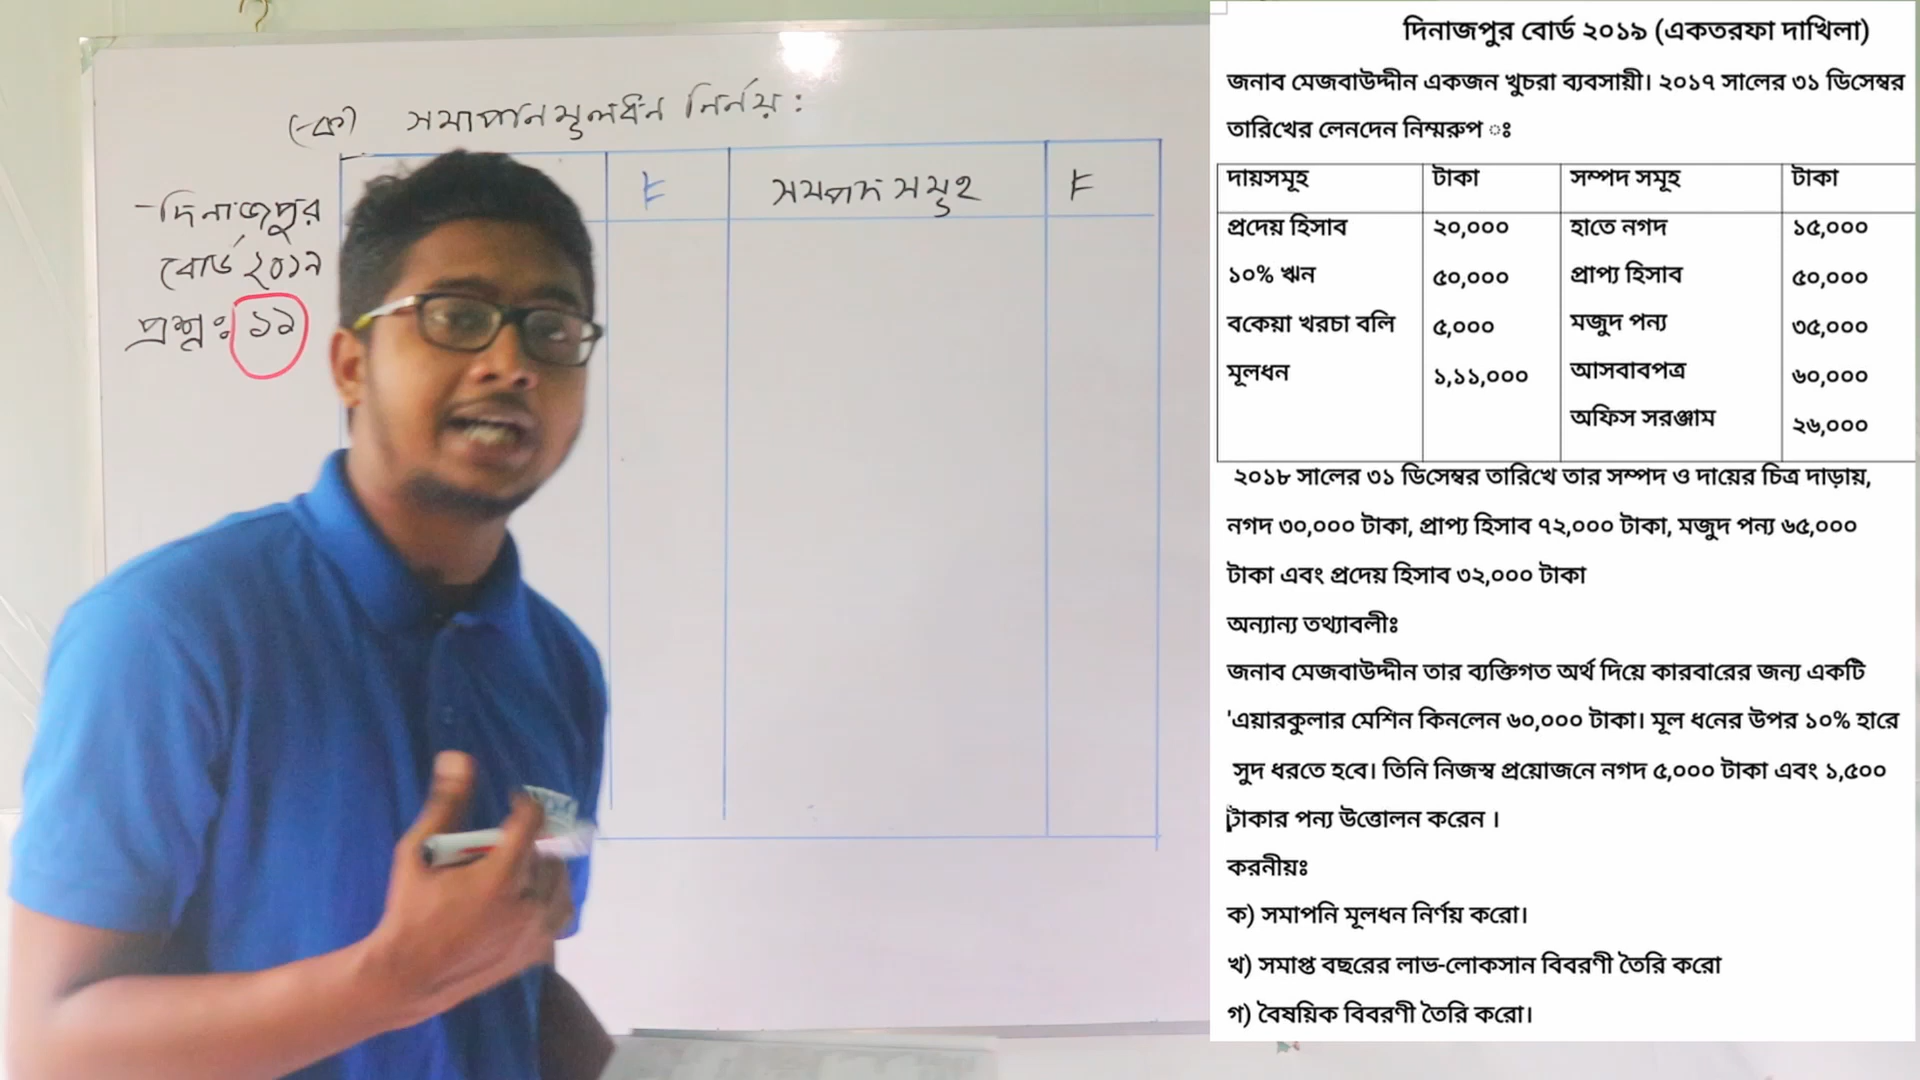 (ক) সমাপনি মূলধন নির্নয় :
দিনাজপুর
বোর্ড ২০১৯
প্রশ্নঃ ১৯
৳ সমপদ সমুহ ৳
দিনাজপুর বোর্ড ২০১৯ (একতরফা দাখিলা)
জনাব মেজবাউদ্দীন একজন খুচরা ব্যবসায়ী। ২০১৭ সালের ৩১ ডিসেম্বর
তারিখের লেনদেন নিম্মরুপ ঃ
দায়সমূহ টাকা সম্পদ সমূহ টাকা
প্রদেয় হিসাব ২০,০০০ হাতে নগদ ১৫,০০০
১০% ঋন ৫০,০০০ প্রাপ্য হিসাব ৫০,০০০
বকেয়া খরচা বলি ৫,০০০ মজুদ পন্য ৩৫,০০০
মূলধন ১,১১,০০০ আসবাবপত্র ৬০,০০০
অফিস সরঞ্জাম ২৬,০০০
২০১৮ সালের ৩১ ডিসেম্বর তারিখে তার সম্পদ ও দায়ের চিত্র দাড়ায়,
নগদ ৩০,০০০ টাকা, প্রাপ্য হিসাব ৭২,০০০ টাকা, মজুদ পন্য ৬৫,০০০
টাকা এবং প্রদেয় হিসাব ৩২,০০০ টাকা
অন্যান্য তথ্যাবলীঃ
জনাব মেজবাউদ্দীন তার ব্যক্তিগত অর্থ দিয়ে কারবারের জন্য একটি
'এয়ারকুলার মেশিন কিনলেন ৬০,০০০ টাকা। মূল ধনের উপর ১০% হারে
সুদ ধরতে হবে। তিনি নিজস্ব প্রয়োজনে নগদ ৫,০০০ টাকা এবং ১,৫০০
টাকার পন্য উত্তোলন করেন ।
করনীয়ঃ
ক) সমাপনি মূলধন নির্ণয় করো।
খ) সমাপ্ত বছরের লাভ-লোকসান বিবরণী তৈরি করো
গ) বৈষয়িক বিবরণী তৈরি করো।